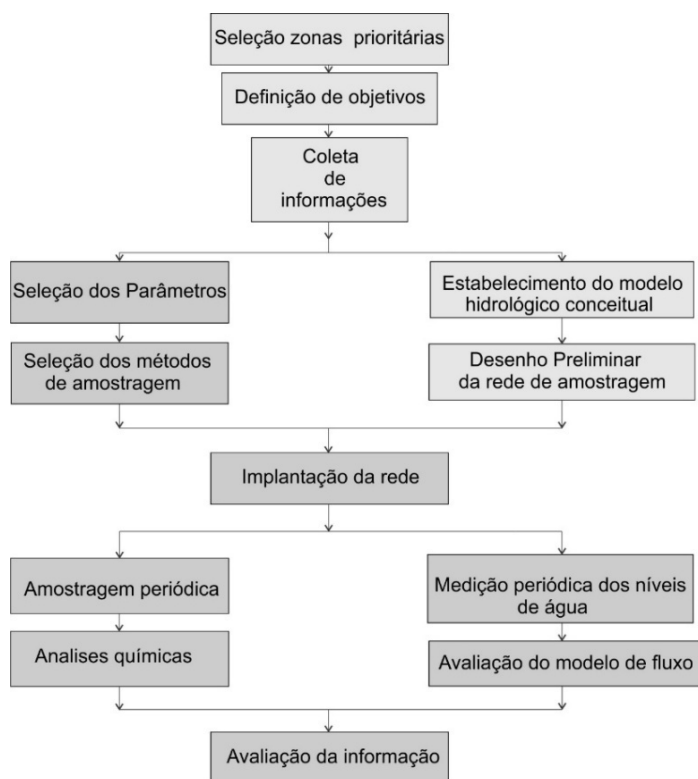 Seleção zonas prioritárias
Definição de objetivos
Coleta
de
informações
Seleção dos Parâmetros
Estabelecimento do modelo
hidrológico conceitual
Seleção dos métodos
de amostragem
Desenho Preliminar
da rede de amostragem
Implantação da rede
Amostragem periódica
Medição periódica dos níveis
de água
Analises químicas
Avaliação do modelo de fluxo
Avaliação da informação